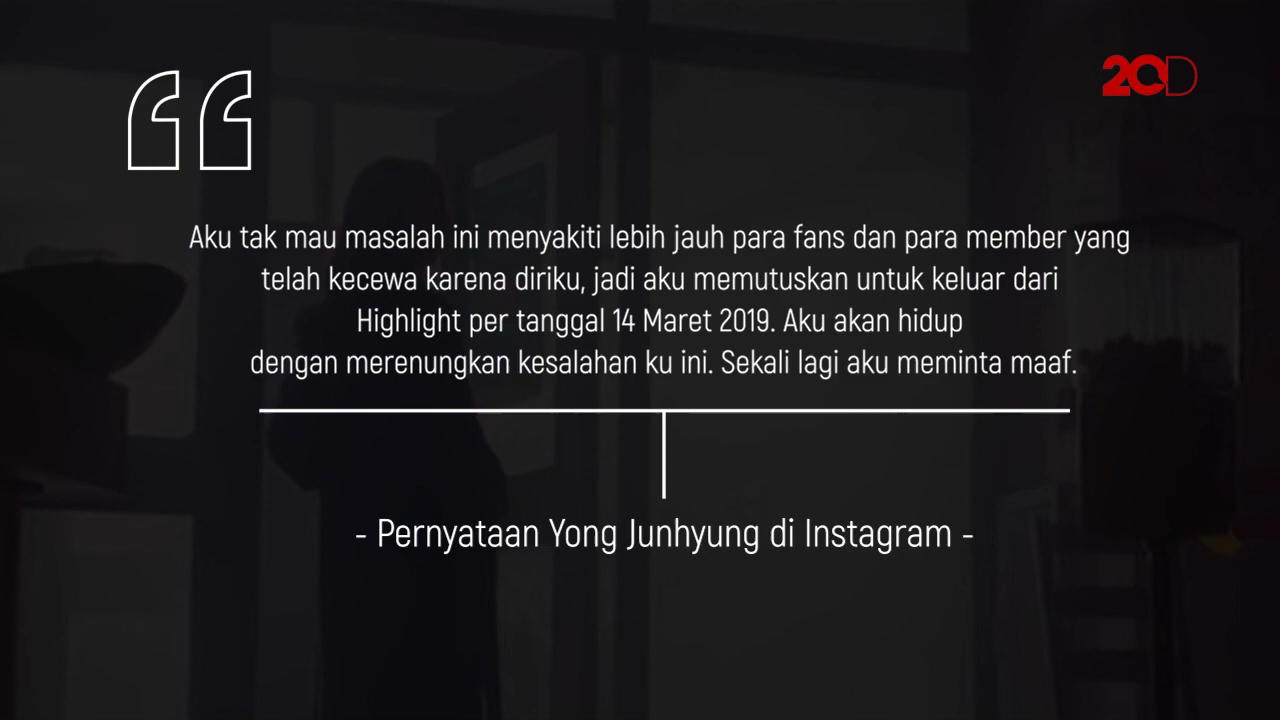 20D
Aku tak mau masalah ini menyakiti lebih jauh para fans dan para member yang
telah kecewa karena diriku, jadi aku memutuskan untuk keluar dari
Highlight per tanggal 14 Maret 2019. Aku akan hidup
dengan merenungkan kesalahan ku ini. Sekali lagi aku meminta maaf.
- Pernyataan Yong Junhyung di Instagram -